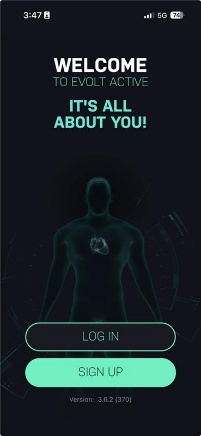 3:47
5G 74
WELCOME
TO EVOLT ACTIVE
IT'S ALL
ABOUT YOU!
LOG IN
SIGN UP
Version: 3.6.2 (370)